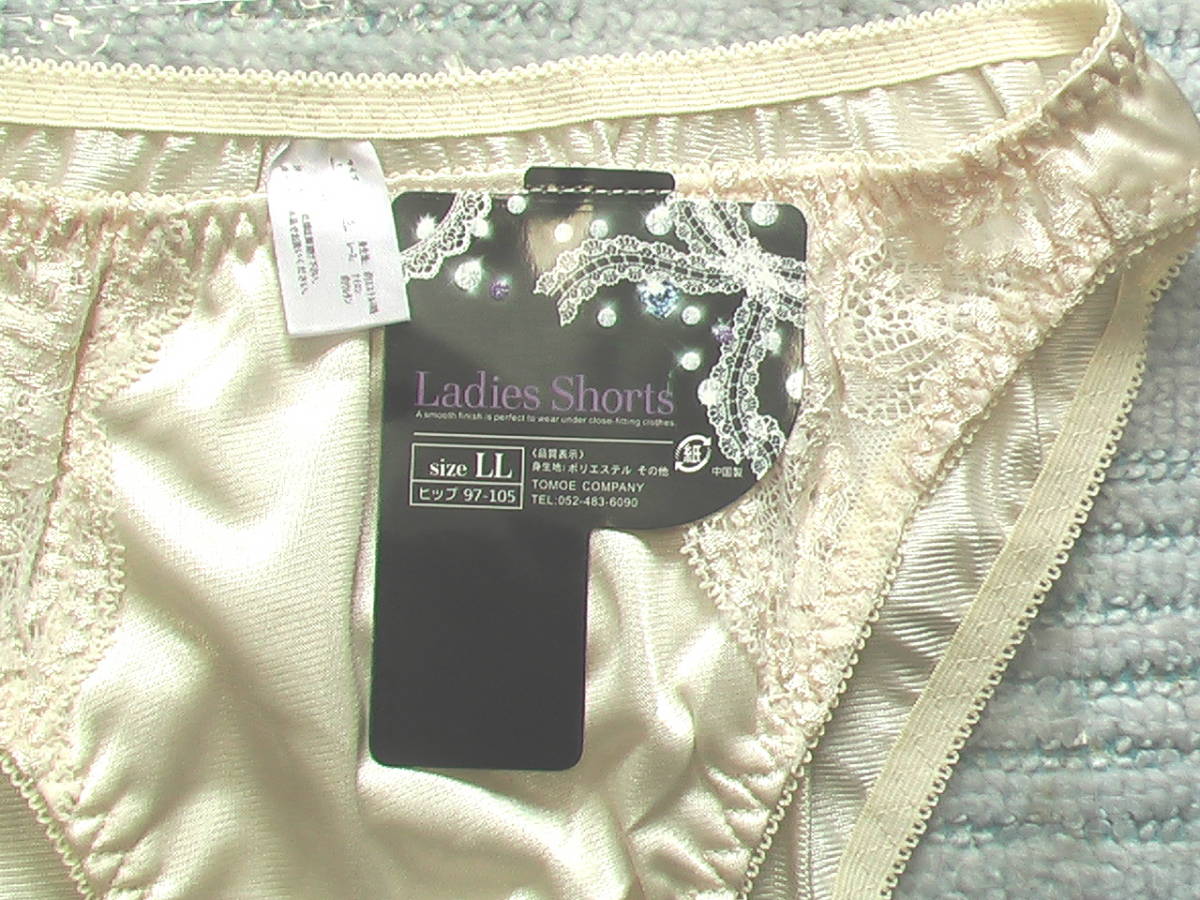 Ladies Shorts
A smooth finish is perfect to wear under close-fitting clothes.
size LL
ヒップ 97-105
〈品質表示〉
身生地:ポリエステル その他
TOMOE COMPANY
TEL:052-483-6090
紙
中国製